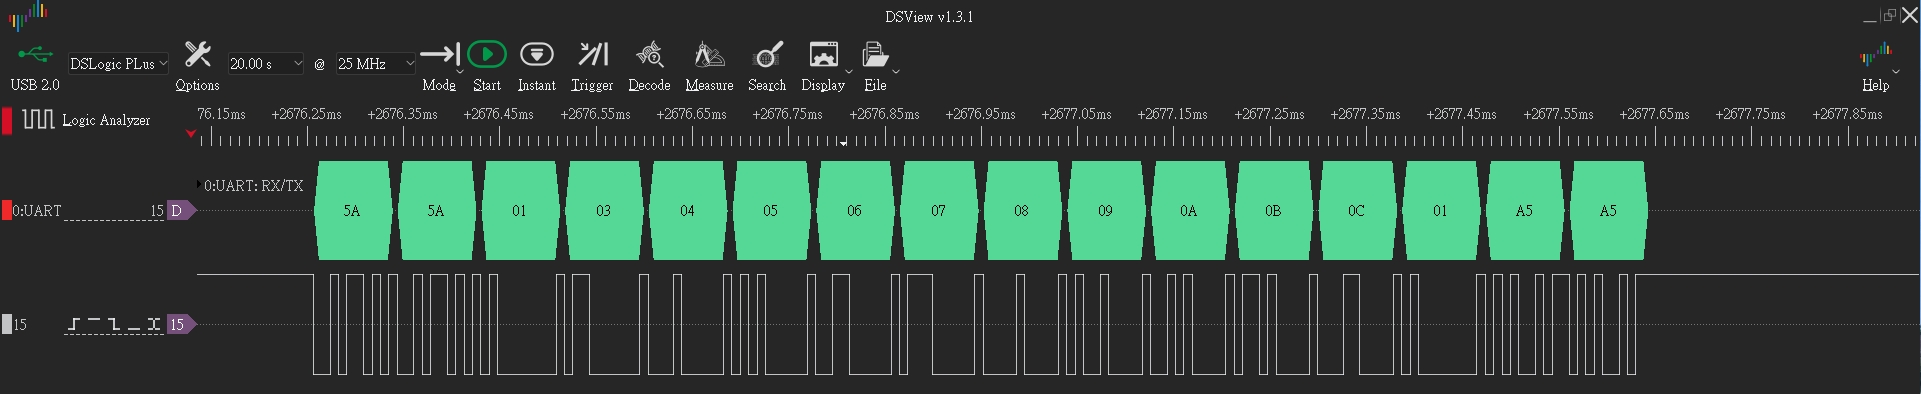 DSView v1.3.1
USB 2.0
DSLogic PLus
Options
20.00 s @ 25 MHz
Mode
Start
Instant
Trigger
Decode
Measure
Search
Display
File
Help
Logic Analyzer
76.15ms +2676.25ms +2676.35ms +2676.45ms +2676.55ms +2676.65ms +2676.75ms +2676.85ms +2676.95ms +2677.05ms +2677.15ms +2677.25ms +2677.35ms +2677.45ms +2677.55ms +2677.65ms +2677.75ms +2677.85ms
0:UART: RX/TX
0:UART 15 D 5A 5A 01 03 04 05 06 07 08 09 0A 0B 0C 01 A5 A5
15 15